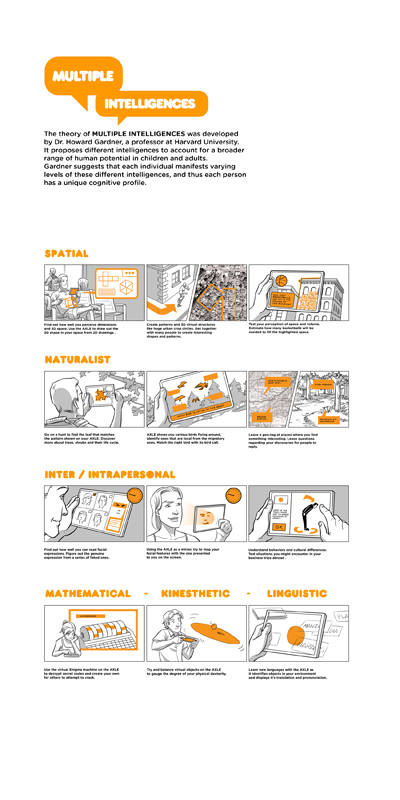 MULTIPLE
INTELLIGENCES
The theory of MULTIPLE INTELLIGENCES was developed
by Dr. Howard Gardner, a professor at Harvard University.
It proposes different intelligences to account for a broader
range of human potential in children and adults.
Gardner suggests that each individual manifests varying
levels of these different intelligences, and thus each person
has a unique cognitive profile.
SPATIAL
Find out how well you perceive dimensions
and 3D space. Use the AXLE to draw out the
3D shape in your space from 2D drawings.
Create patterns and 3D virtual structures
like huge urban crop circles. Get together
with many people to create interesting
shapes and patterns.
Test your perception of space and volume.
Estimate how many basketballs will be
needed to fill the highlighted space.
NATURALIST
Go on a hunt to find the leaf that matches
the pattern shown on your AXLE. Discover
more about trees, shrubs and their life cycle.
AXLE shows you various birds flying around,
identify ones that are local from the migratory
ones. Match the right bird with its bird call.
Leave a geo-tag at places where you find
something interesting. Leave questions
regarding your discoveries for people to
reply.
INTER / INTRAPERSONAL
Find out how well you can read facial
expressions. Figure out the genuine
expression from a series of faked ones.
Using the AXLE as a mirror, try to map your
facial features with the one presented
to you on the screen.
Understand behaviors and cultural differences.
Test situations you might encounter in your
business trips abroad.
MATHEMATICAL - KINESTHETIC - LINGUISTIC
Use the virtual Enigma machine on the AXLE
to decrypt secret codes and create your own
for others to attempt to crack.
Try and balance virtual objects on the AXLE
to gauge the degree of your physical dexterity.
Learn new languages with the AXLE as
it identifies objects in your environment
and displays it's translation and pronunciation.